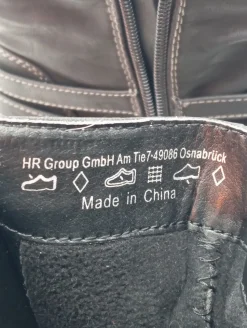 HR Group GmbH Am Tie7-49086 Osnabrück
Made in China